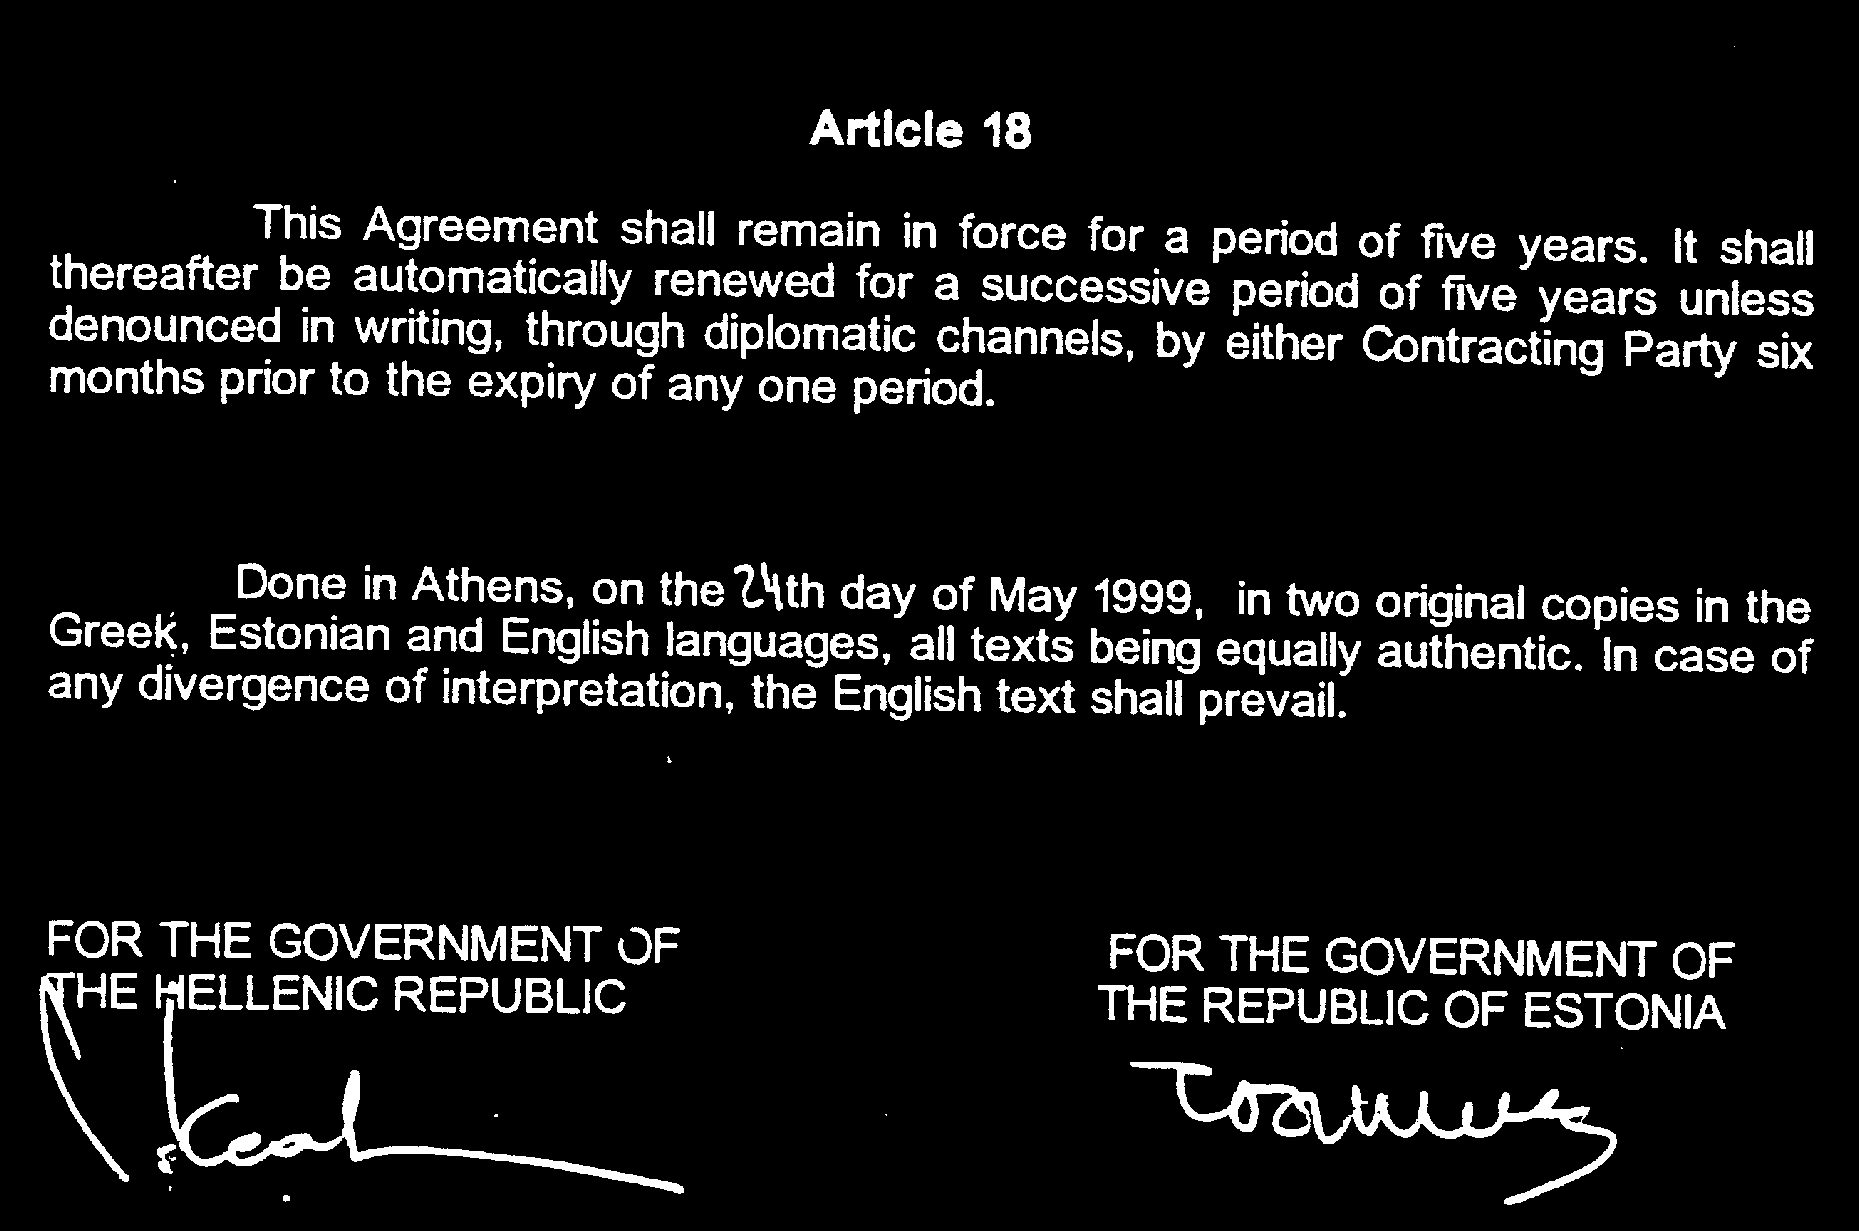 Article 18
This Agreement shall remain in force for a period of five years. It shall
thereafter be automatically renewed for a successive period of five years unless
denounced in writing, through diplomatic channels, by either Contracting Party six
months prior to the expiry of any one period.
Done in Athens, on the 24th day of May 1999, in two original copies in the
Greek, Estonian and English languages, all texts being equally authentic. In case of
any divergence of interpretation, the English text shall prevail.
FOR THE GOVERNMENT OF
THE HELLENIC REPUBLIC
FOR THE GOVERNMENT OF
THE REPUBLIC OF ESTONIA